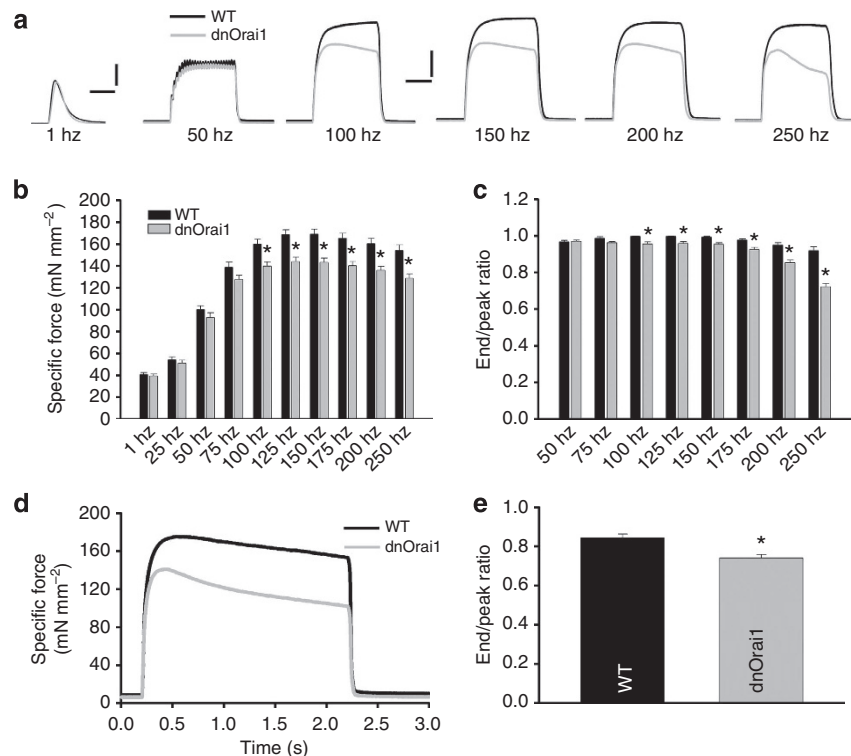 a
WT
dnOrai1
1 hz
50 hz
100 hz
150 hz
200 hz
250 hz
b
Specific force (mN mm⁻²)
200
180
160
140
120
100
80
60
40
20
0
WT
dnOrai1
* * * * * *
1 hz
25 hz
50 hz
75 hz
100 hz
125 hz
150 hz
175 hz
200 hz
250 hz
c
End/peak ratio
1.2
1.0
0.8
0.6
0.4
0.2
0.0
* * * * * *
50 hz
75 hz
100 hz
125 hz
150 hz
175 hz
200 hz
250 hz
d
Specific force
(mN mm⁻²)
200
160
120
80
40
0
WT
dnOrai1
0.0 0.5 1.0 1.5 2.0 2.5 3.0
Time (s)
e
End/peak ratio
1.0
0.8
0.6
0.4
0.2
0.0
*
WT
dnOrai1